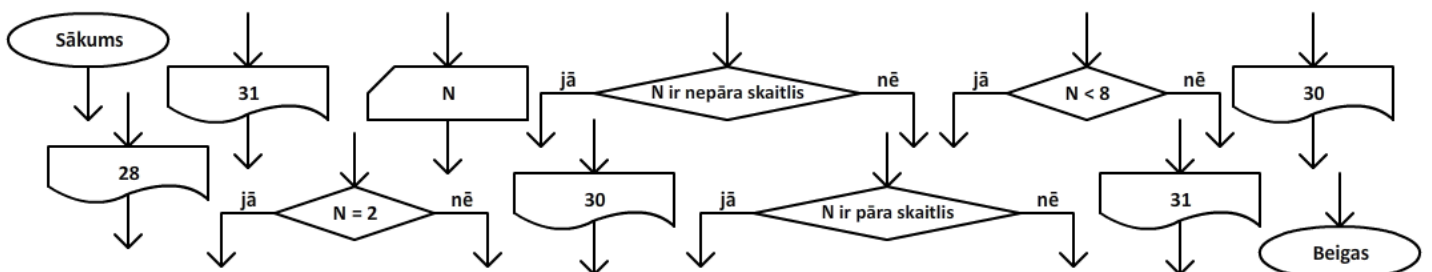 Sākums
31
N
jā
N ir nepāra skaitlis
nē
jā
N < 8
nē
30
28
jā
N = 2
nē
30
jā
N ir pāra skaitlis
nē
31
Beigas